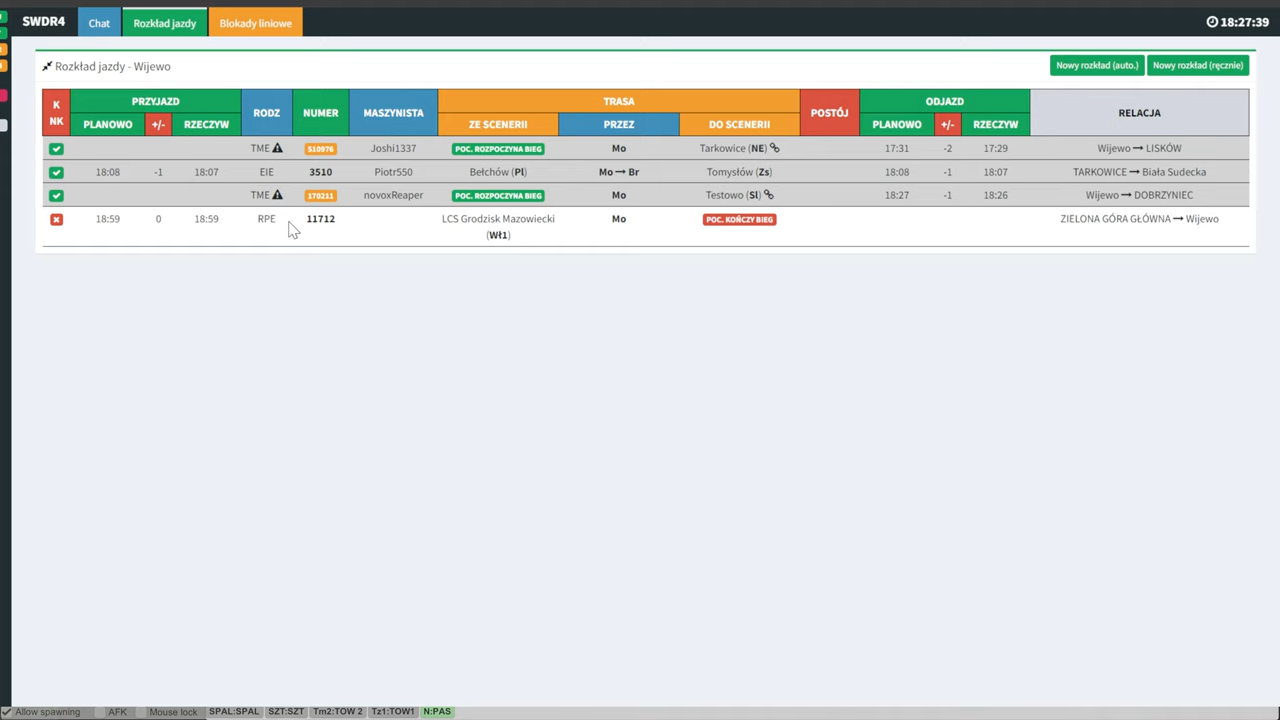 SWDR4 Chat Rozkład jazdy Blokady liniowe 18:27:39
Rozkład jazdy - Wijewo Nowy rozkład (auto.) Nowy rozkład (ręcznie)
K NK PRZYJAZD RODZ NUMER MASZYNISTA TRASA POSTÓJ ODJAZD RELACJA
PLANOWO +/- RZECZYW ZE SCENERII PRZEZ DO SCENERII PLANOWO +/- RZECZYW
TME 510976 Joshi1337 POC. ROZPOCZYNA BIEG Mo Tarkowice (NE) 17:31 -2 17:29 Wijewo → LISKÓW
18:08 -1 18:07 EIE 3510 Piotr550 Bełchów (Pl) Mo → Br Tomysłów (Zs) 18:08 -1 18:07 TARKOWICE → Biała Sudecka
TME 170211 novoxReaper POC. ROZPOCZYNA BIEG Mo Testowo (Sl) 18:27 -1 18:26 Wijewo → DOBRZYNIEC
18:59 0 18:59 RPE 11712 LCS Grodzisk Mazowiecki Mo POC. KOŃCZY BIEG ZIELONA GÓRA GŁÓWNA → Wijewo
(Wł1)
Allow spawning AFK Mouse lock SPAL:SPAL SZT:SZT Tm2:TOW 2 Tz1:TOW1 N:PAS